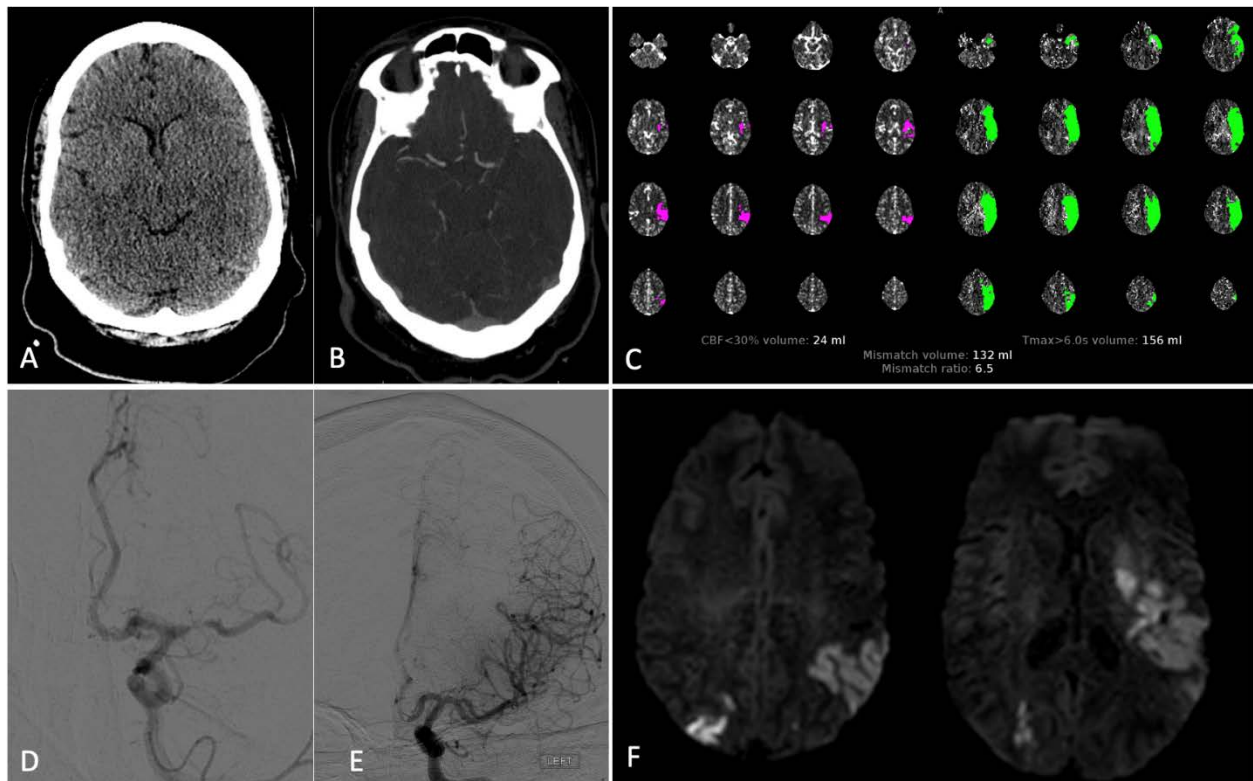 A
B
A
CBF<30% volume: 24 ml
Tmax>6.0s volume: 156 ml
Mismatch volume: 132 ml
Mismatch ratio: 6.5
C
D
E
LEFT
F